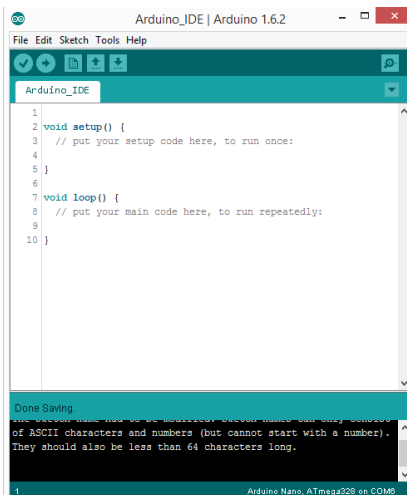 Arduino_IDE | Arduino 1.6.2
File Edit Sketch Tools Help
Arduino_IDE
1
2 void setup() {
3 // put your setup code here, to run once:
4
5 }
6
7 void loop() {
8 // put your main code here, to run repeatedly:
9
10 }
Done Saving.
of ASCII characters and numbers (but cannot start with a number).
They should also be less than 64 characters long.
1 Arduino Nano, ATmega328 on COM6